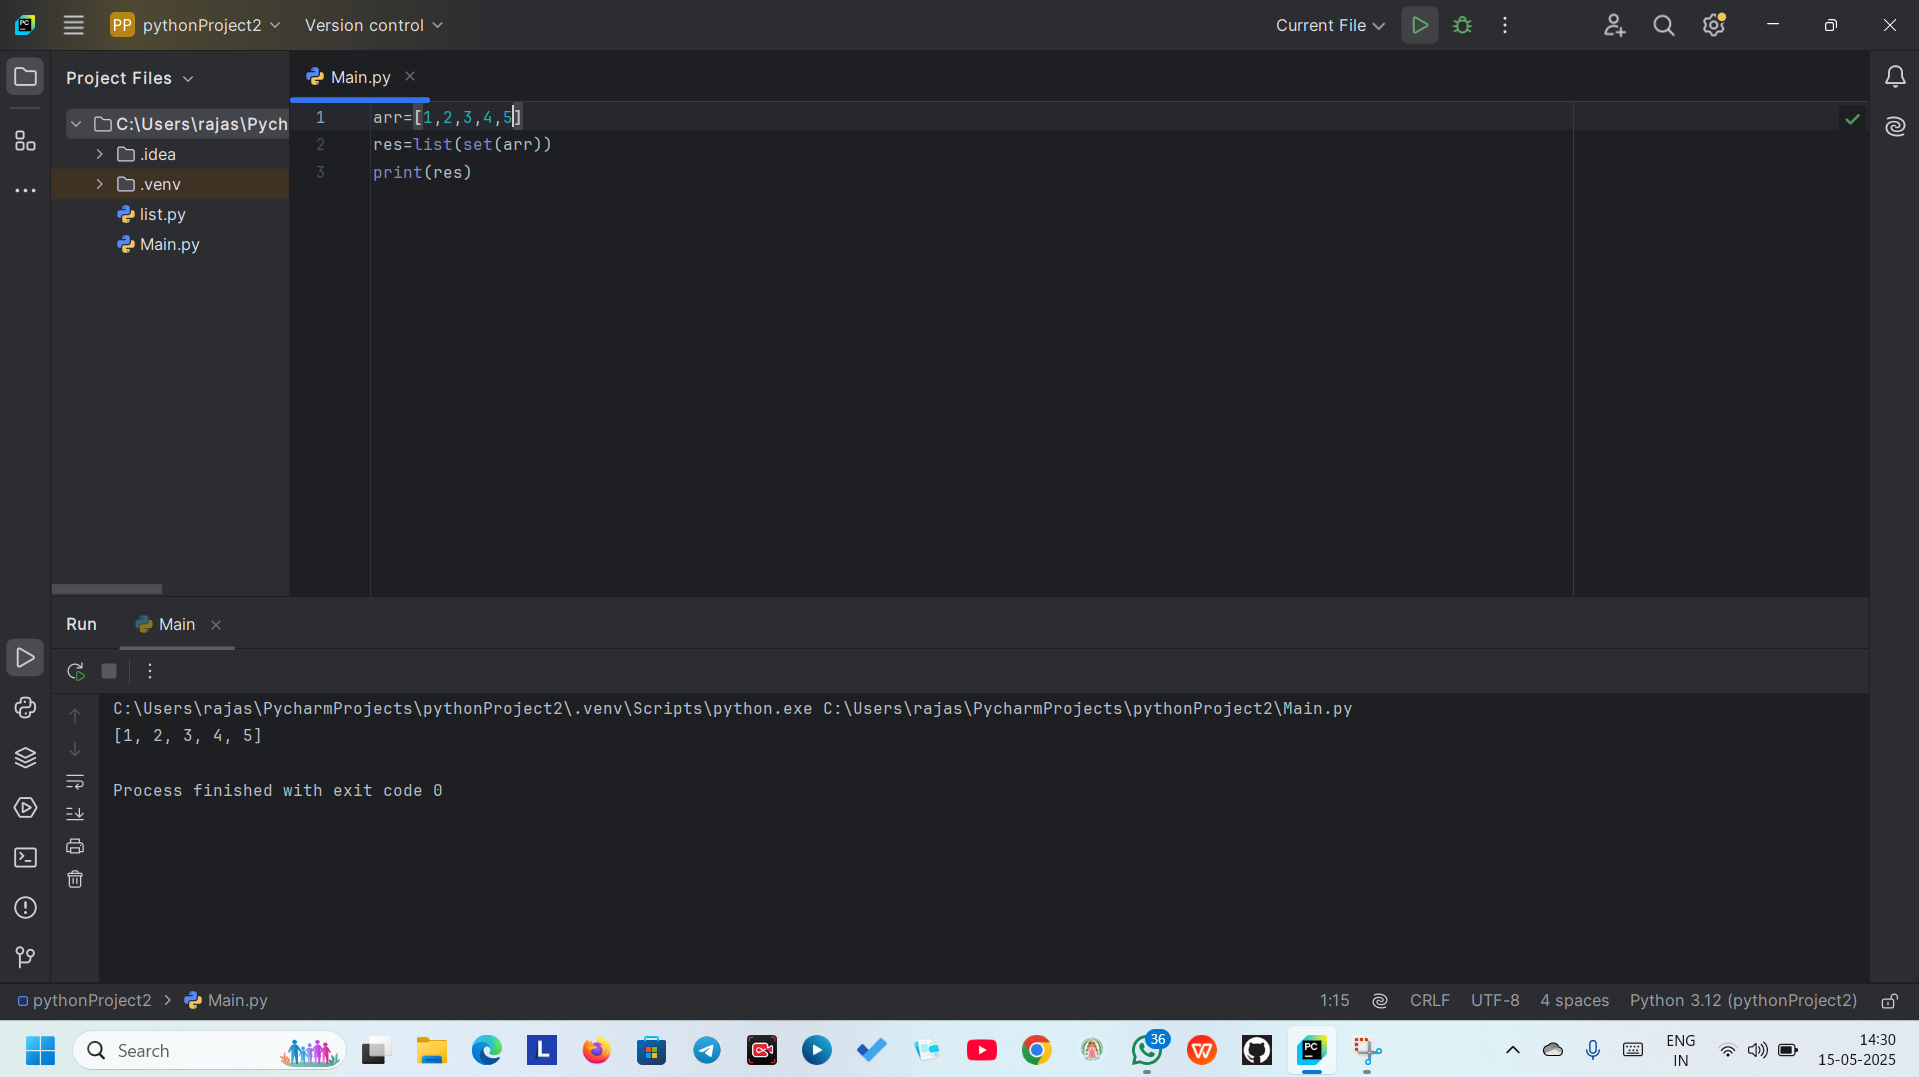 PC
PP pythonProject2
Version control
Current File
Project Files
Main.py
C:\Users\rajas\Pych
.idea
.venv
list.py
Main.py
1 arr=[1,2,3,4,5]
2 res=list(set(arr))
3 print(res)
Run
Main
C:\Users\rajas\PycharmProjects\pythonProject2\.venv\Scripts\python.exe C:\Users\rajas\PycharmProjects\pythonProject2\Main.py
[1, 2, 3, 4, 5]
Process finished with exit code 0
pythonProject2 > Main.py
1:15
CRLF
UTF-8
4 spaces
Python 3.12 (pythonProject2)
Search
L
36
W
PC
ENG
IN
14:30
15-05-2025